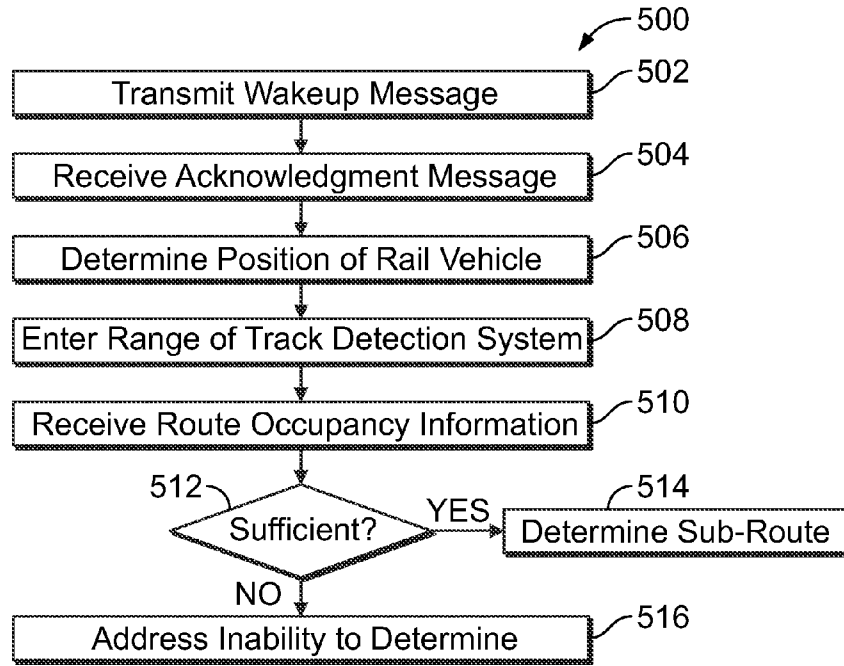 500
Transmit Wakeup Message 502
Receive Acknowledgment Message 504
Determine Position of Rail Vehicle 506
Enter Range of Track Detection System 508
Receive Route Occupancy Information 510
512
Sufficient?
YES
514
Determine Sub-Route
NO
Address Inability to Determine 516